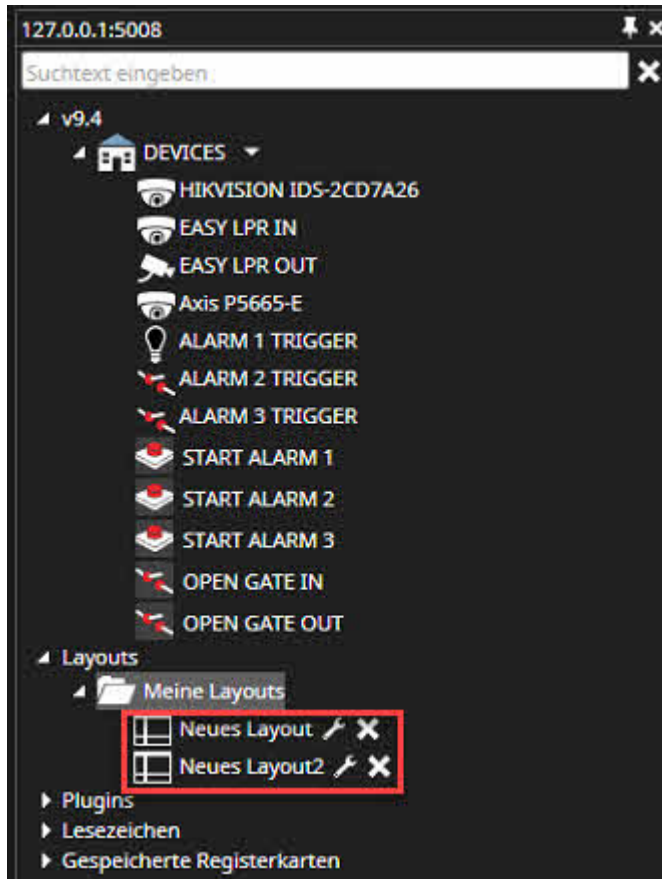 127.0.0.1:5008
Suchtext eingeben
v9.4
DEVICES
HIKVISION IDS-2CD7A26
EASY LPR IN
EASY LPR OUT
Axis P5665-E
ALARM 1 TRIGGER
ALARM 2 TRIGGER
ALARM 3 TRIGGER
START ALARM 1
START ALARM 2
START ALARM 3
OPEN GATE IN
OPEN GATE OUT
Layouts
Meine Layouts
Neues Layout
Neues Layout2
Plugins
Lesezeichen
Gespeicherte Registerkarten